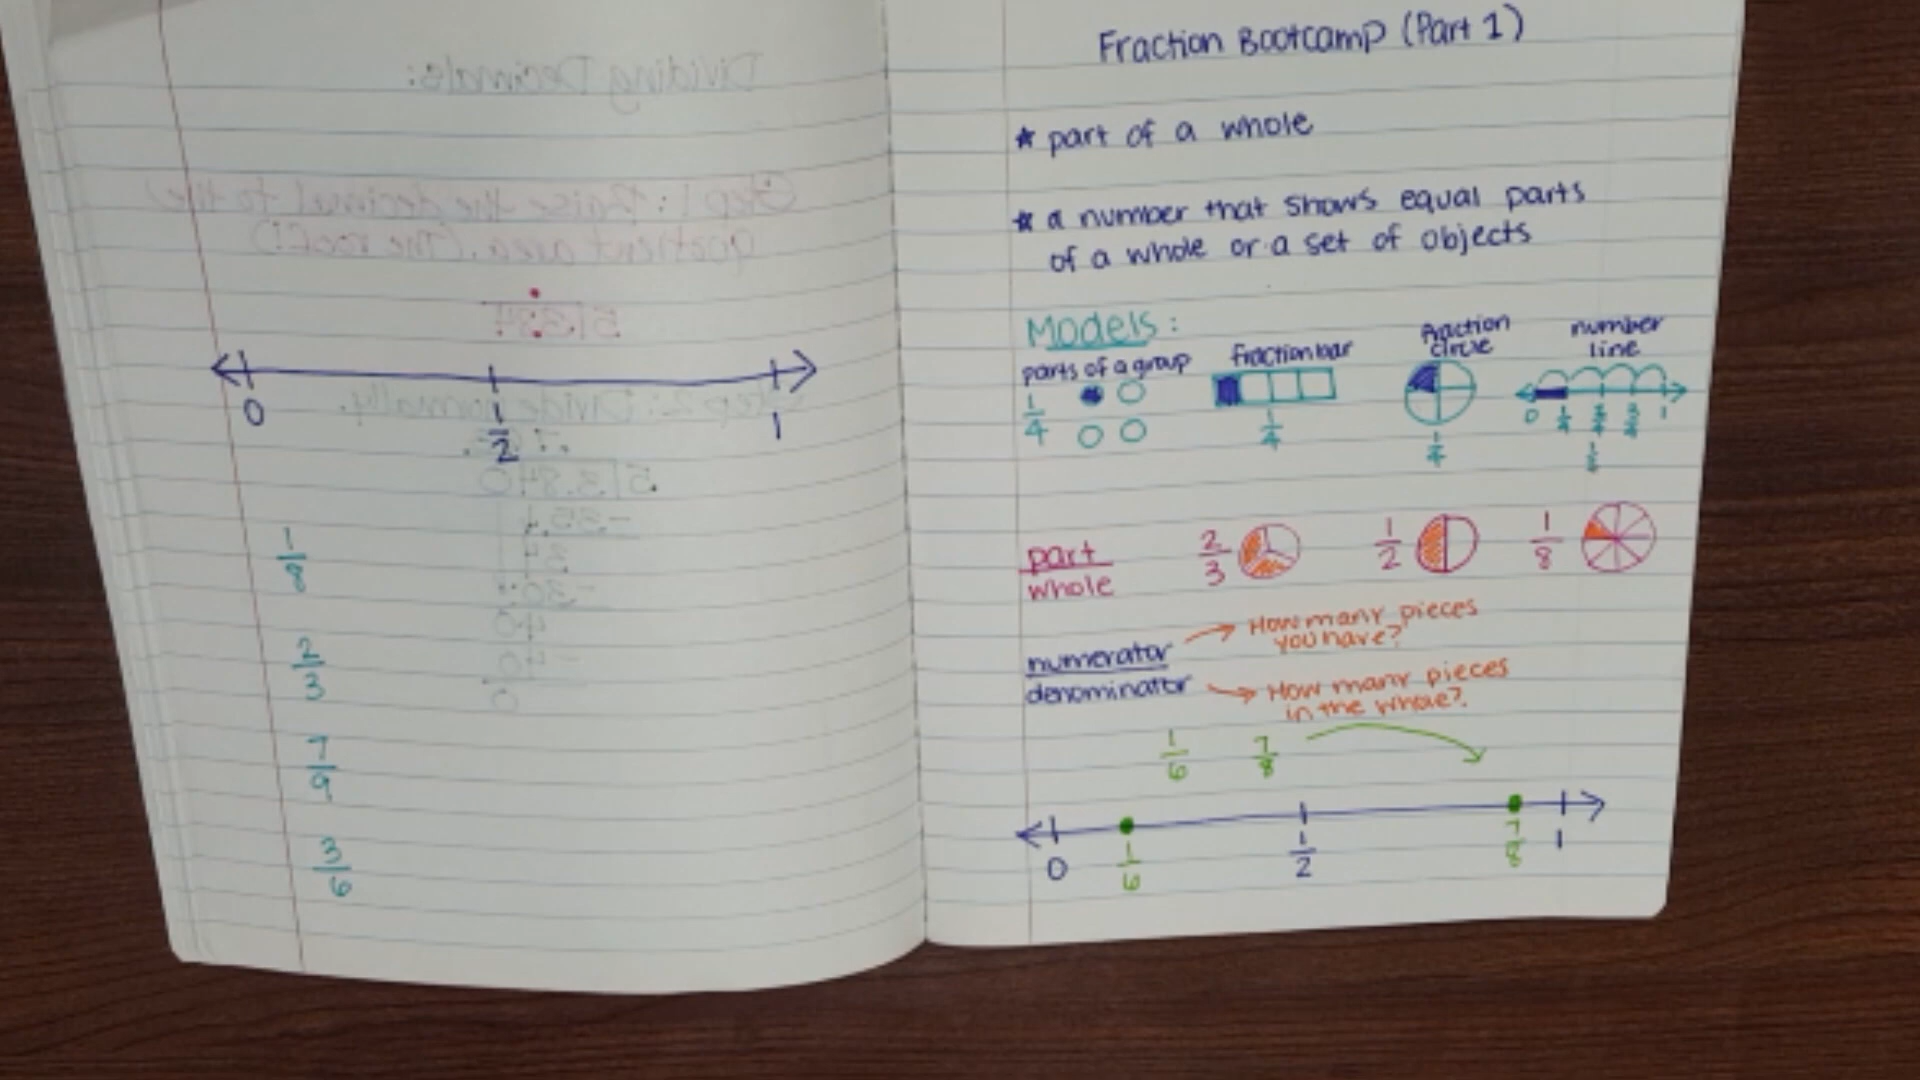 0
1/2
1
1/8
2/3
7/9
3/6
Fraction Bootcamp (Part 1)
* part of a whole
* a number that shows equal parts
of a whole or a set of objects
Models:
parts of a group
1/4
fraction bar
1/4
fraction circle
1/4
number line
0 1/4 2/4 3/4 1
part/whole
2/3
1/2
1/8
numerator → How many pieces
you have?
denominator → How many pieces
in the whole?
1/6 7/8
0 1/6 1/2 7/8 1